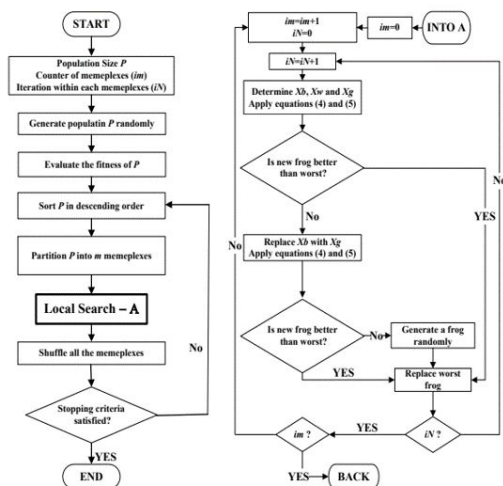 START
Population Size P
Counter of memeplexes (im)
Iteration within each memeplexes (iN)
Generate populatin P randomly
Evaluate the fitness of P
Sort P in descending order
Partition P into m memeplexes
Local Search – A
Shuffle all the memeplexes
No
Stopping criteria
satisfied?
YES
END
im=im+1
iN=0
im=0
INTO A
iN=iN+1
Determine Xb, Xw and Xg
Apply equations (4) and (5)
Is new frog better
than worst?
No
YES
No
No
Replace Xb with Xg
Apply equations (4) and (5)
Is new frog better
than worst?
No
Generate a frog
randomly
YES
Replace worst
frog
im ?
YES
iN ?
YES
BACK